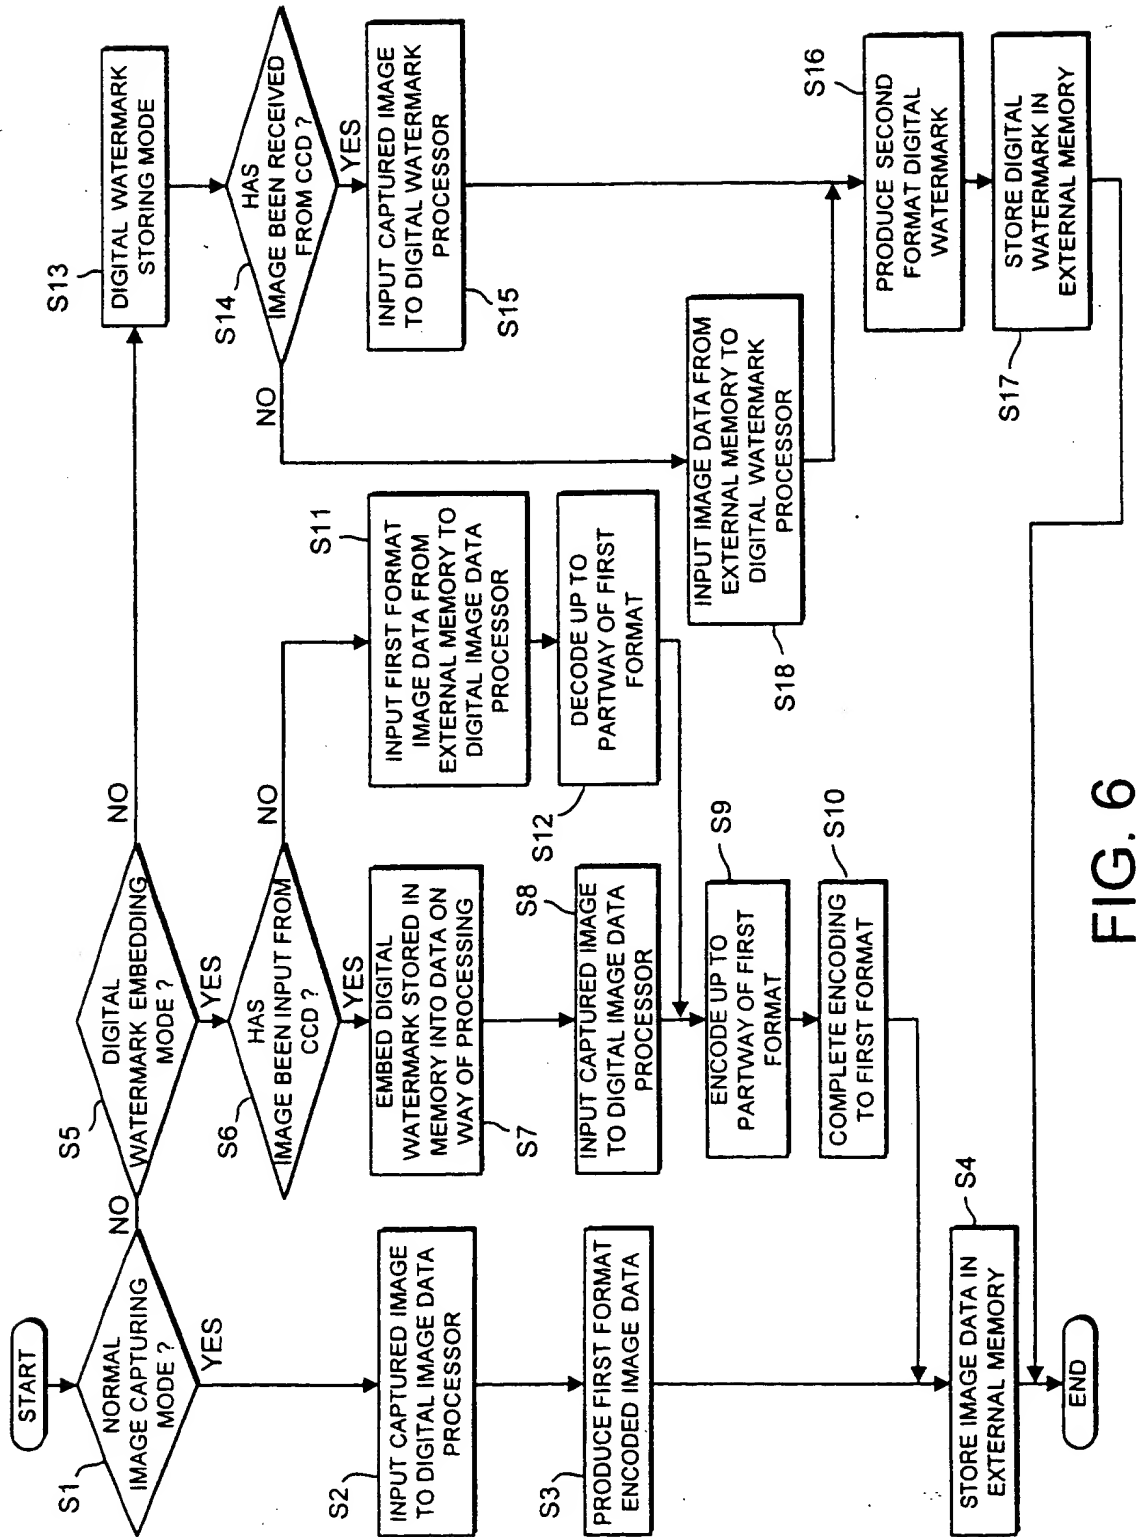 START
S1
NORMAL
IMAGE CAPTURING
MODE ?
YES
NO
S2
INPUT CAPTURED IMAGE
TO DIGITAL IMAGE DATA
PROCESSOR
S3
PRODUCE FIRST FORMAT
ENCODED IMAGE DATA
S4
STORE IMAGE DATA IN
EXTERNAL MEMORY
END
S5
DIGITAL
WATERMARK EMBEDDING
MODE ?
YES
NO
S6
HAS
IMAGE BEEN INPUT FROM
CCD ?
YES
NO
S7
EMBED DIGITAL
WATERMARK STORED IN
MEMORY INTO DATA ON
WAY OF PROCESSING
S8
INPUT CAPTURED IMAGE
TO DIGITAL IMAGE DATA
PROCESSOR
S9
ENCODE UP TO
PARTWAY OF FIRST
FORMAT
S10
COMPLETE ENCODING
TO FIRST FORMAT
S11
INPUT FIRST FORMAT
IMAGE DATA FROM
EXTERNAL MEMORY TO
DIGITAL IMAGE DATA
PROCESSOR
S12
DECODE UP TO
PARTWAY OF FIRST
FORMAT
S13
DIGITAL WATERMARK
STORING MODE
S14
HAS
IMAGE BEEN RECEIVED
FROM CCD ?
YES
NO
S15
INPUT CAPTURED IMAGE
TO DIGITAL WATERMARK
PROCESSOR
S18
INPUT IMAGE DATA FROM
EXTERNAL MEMORY TO
DIGITAL WATERMARK
PROCESSOR
S16
PRODUCE SECOND
FORMAT DIGITAL
WATERMARK
S17
STORE DIGITAL
WATERMARK IN
EXTERNAL MEMORY
FIG. 6